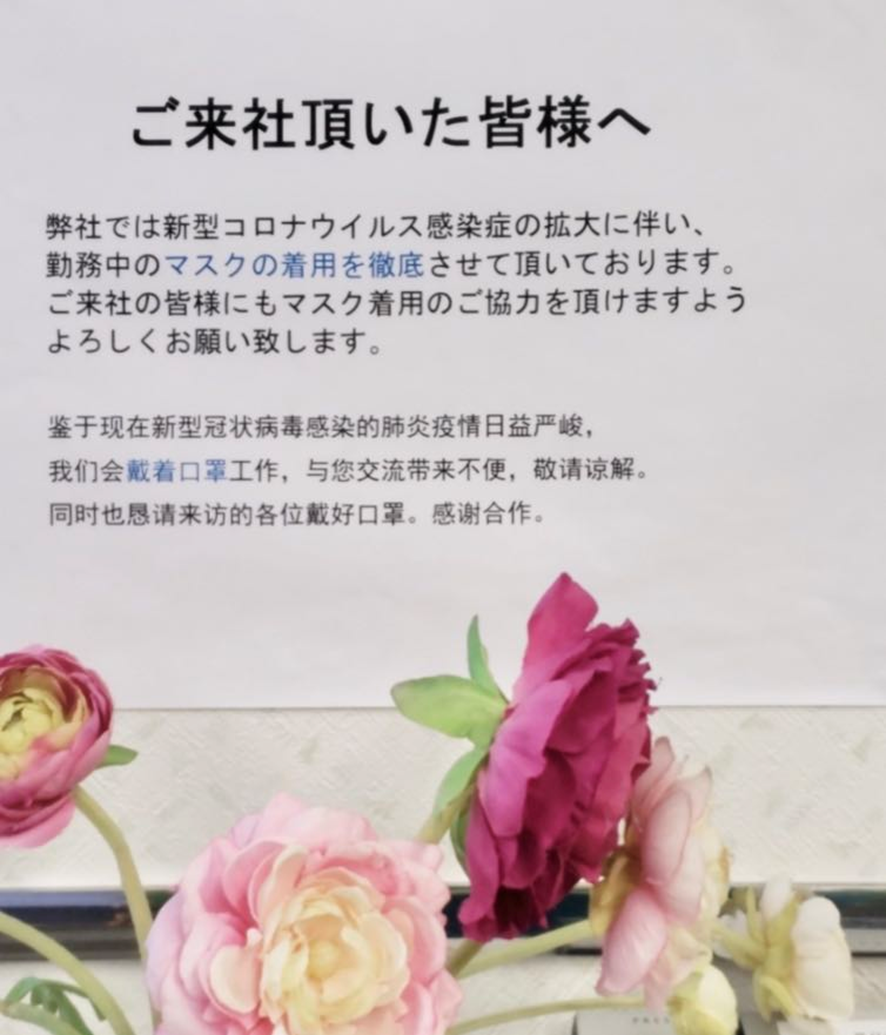 ご来社頂いた皆様へ
弊社では新型コロナウイルス感染症の拡大に伴い、
勤務中のマスクの着用を徹底させて頂いております。
ご来社の皆様にもマスク着用のご協力を頂けますよう
よろしくお願い致します。
鉴于现在新型冠状病毒感染的肺炎疫情日益严峻，
我们会戴着口罩工作，与您交流带来不便，敬请谅解。
同时也恳请来访的各位戴好口罩。感谢合作。